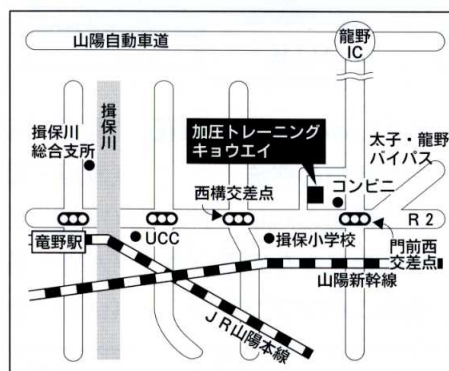 山陽自動車道
龍野
IC
揖保川
総合支所
揖保川
加圧トレーニング
キョウエイ
太子・龍野
バイパス
コンビニ
西構交差点
R2
竜野駅
UCC
揖保小学校
門前西
交差点
山陽新幹線
JR山陽本線